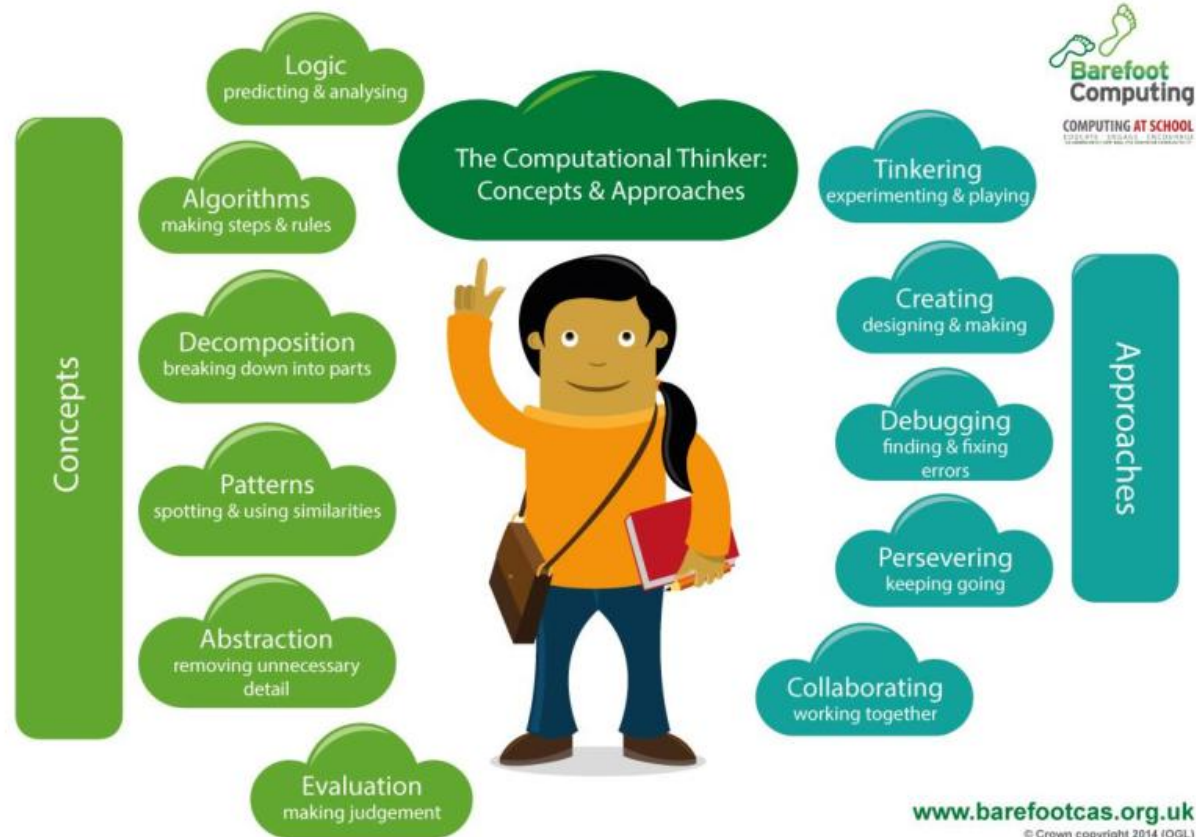 The Computational Thinker:
Concepts & Approaches
Concepts
Logic
predicting & analysing
Algorithms
making steps & rules
Decomposition
breaking down into parts
Patterns
spotting & using similarities
Abstraction
removing unnecessary
detail
Evaluation
making judgement
Approaches
Tinkering
experimenting & playing
Creating
designing & making
Debugging
finding & fixing
errors
Persevering
keeping going
Collaborating
working together
Barefoot
Computing
COMPUTING AT SCHOOL
EDUCATE ENGAGE ENCOURAGE
www.barefootcas.org.uk
© Crown copyright 2014 (OGL)